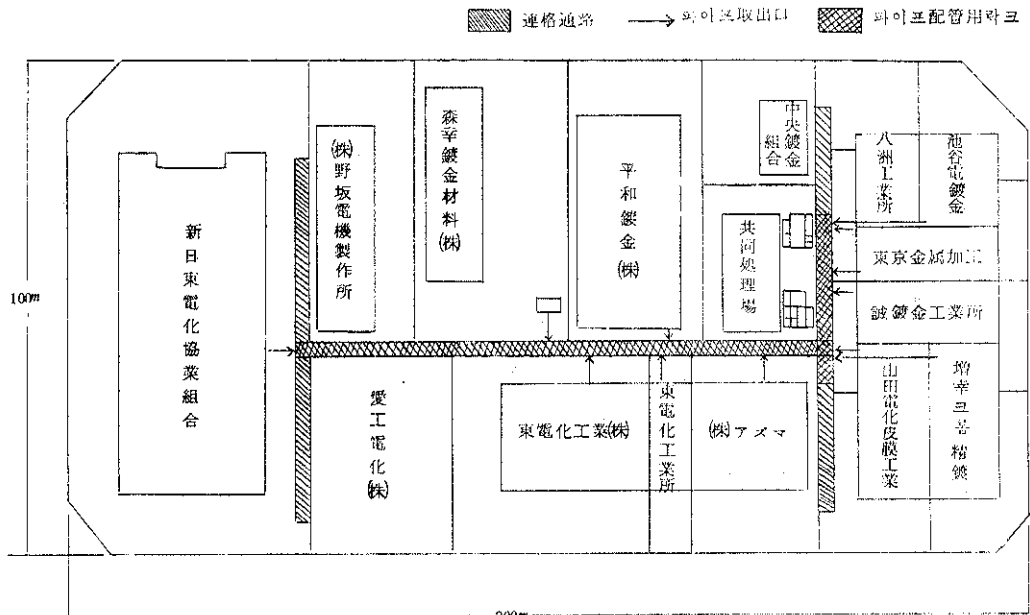 連格通路
파이프取出口
파이프配管用락크
100m
新日東電化協業組合
(株)野坂電機製作所
森幸鍍金材料(株)
平和鍍金(株)
中央鍍金
組合
共同処理場
八洲工業所
池谷電鍍金
東京金属加工
誠鍍金工業所
山田電化皮膜工業
愛工電化(株)
東電化工業(株)
東電化工業所
(株)アズマ
200m